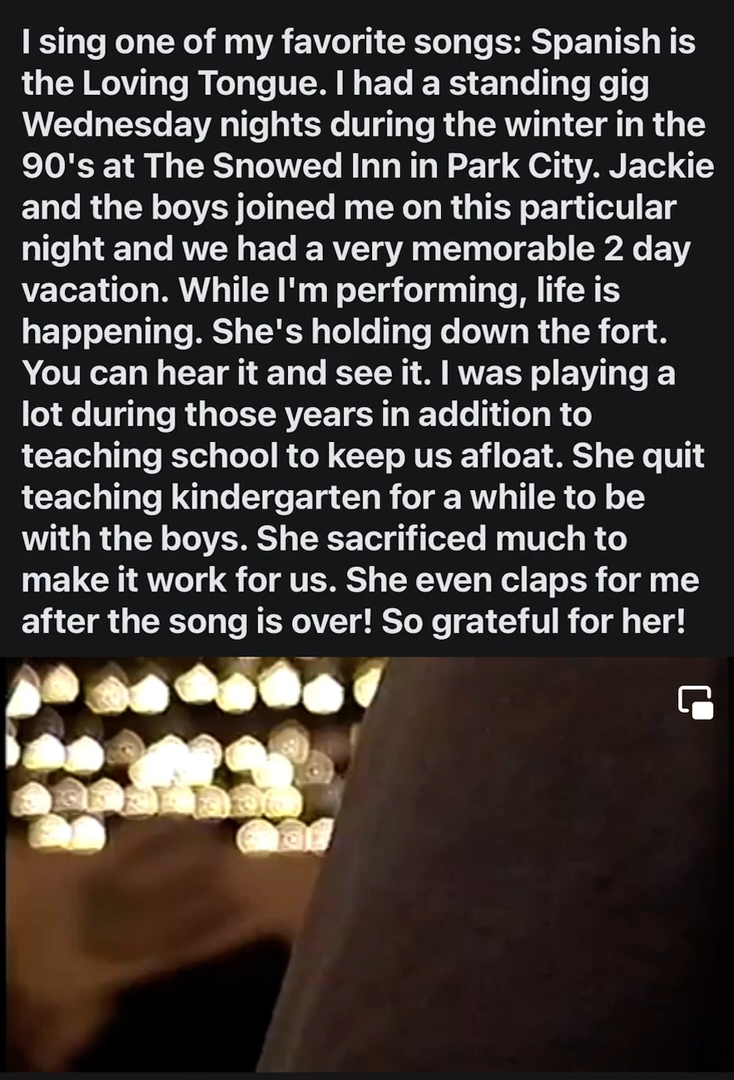 I sing one of my favorite songs: Spanish is
the Loving Tongue. I had a standing gig
Wednesday nights during the winter in the
90's at The Snowed Inn in Park City. Jackie
and the boys joined me on this particular
night and we had a very memorable 2 day
vacation. While I'm performing, life is
happening. She's holding down the fort.
You can hear it and see it. I was playing a
lot during those years in addition to
teaching school to keep us afloat. She quit
teaching kindergarten for a while to be
with the boys. She sacrificed much to
make it work for us. She even claps for me
after the song is over! So grateful for her!